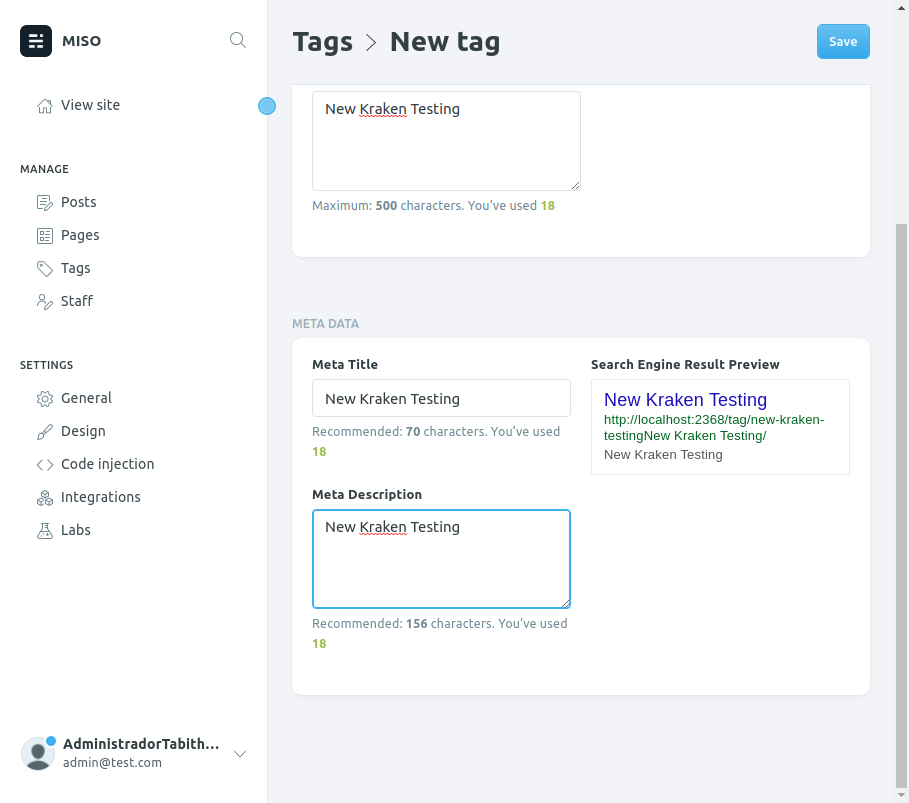 MISO
View site
MANAGE
Posts
Pages
Tags
Staff
SETTINGS
General
Design
Code injection
Integrations
Labs
AdministradorTabith...
admin@test.com
Tags > New tag
Save
New Kraken Testing
Maximum: 500 characters. You’ve used 18
META DATA
Meta Title
New Kraken Testing
Recommended: 70 characters. You’ve used
18
Meta Description
New Kraken Testing
Recommended: 156 characters. You’ve used
18
Search Engine Result Preview
New Kraken Testing
http://localhost:2368/tag/new-kraken-
testingNew Kraken Testing/
New Kraken Testing